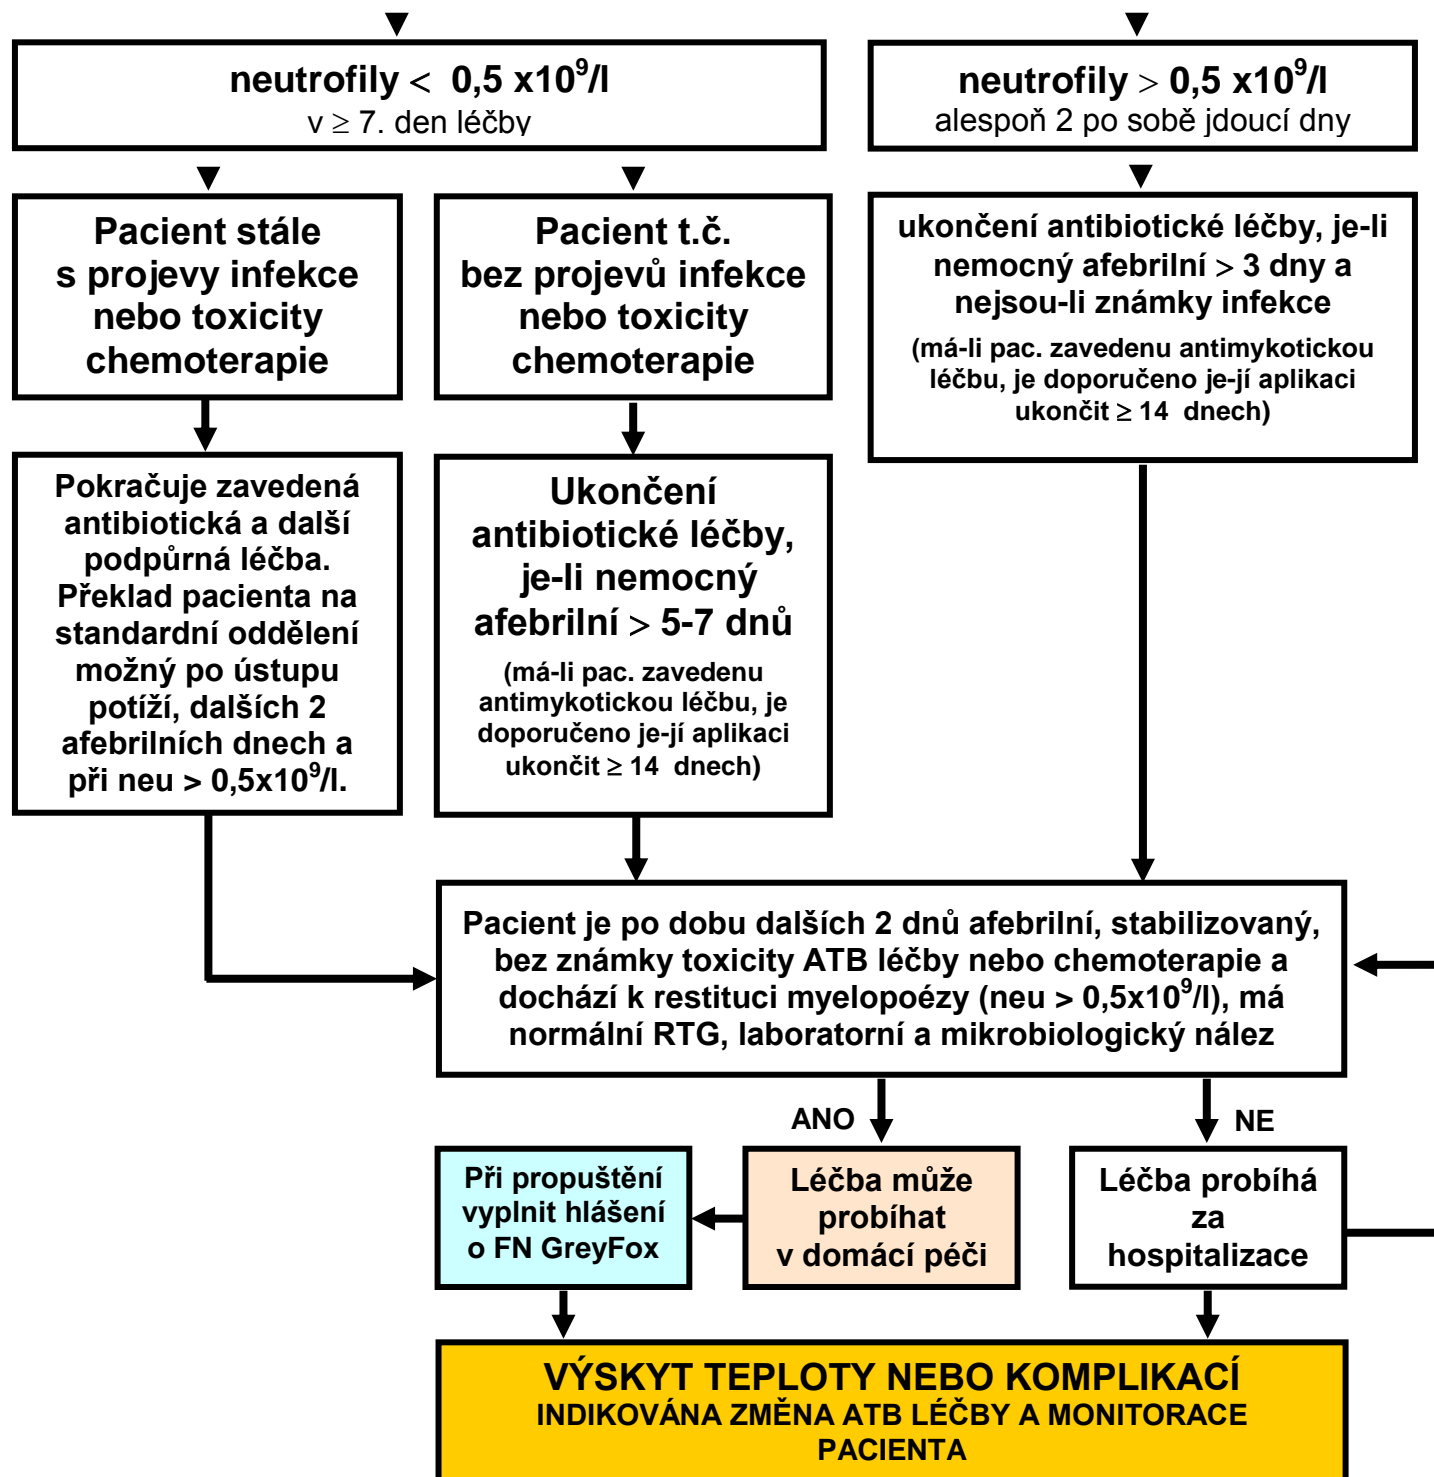 neutrofily < 0,5 x10⁹/l
v ≥ 7. den léčby
neutrofily > 0,5 x10⁹/l
alespoň 2 po sobě jdoucí dny
Pacient stále
s projevy infekce
nebo toxicity
chemoterapie
Pacient t.č.
bez projevů infekce
nebo toxicity
chemoterapie
ukončení antibiotické léčby, je-li
nemocný afebrilní > 3 dny a
nejsou-li známky infekce
(má-li pac. zavedenu antimykotickou
léčbu, je doporučeno je-jí aplikaci
ukončit ≥ 14 dnech)
Pokračuje zavedená
antibiotická a další
podpůrná léčba.
Překlad pacienta na
standardní oddělení
možný po ústupu
potíží, dalších 2
afebrilních dnech a
při neu > 0,5x10⁹/l.
Ukončení
antibiotické léčby,
je-li nemocný
afebrilní > 5-7 dnů
(má-li pac. zavedenu
antimykotickou léčbu, je
doporučeno je-jí aplikaci
ukončit ≥ 14 dnech)
Pacient je po dobu dalších 2 dnů afebrilní, stabilizovaný,
bez známky toxicity ATB léčby nebo chemoterapie a
dochází k restituci myelopoézy (neu > 0,5x10⁹/l), má
normální RTG, laboratorní a mikrobiologický nález
ANO
NE
Při propuštění
vyplnit hlášení
o FN GreyFox
Léčba může
probíhat
v domácí péči
Léčba probíhá
za
hospitalizace
VÝSKYT TEPLOTY NEBO KOMPLIKACÍ
INDIKOVÁNA ZMĚNA ATB LÉČBY A MONITORACE
PACIENTA